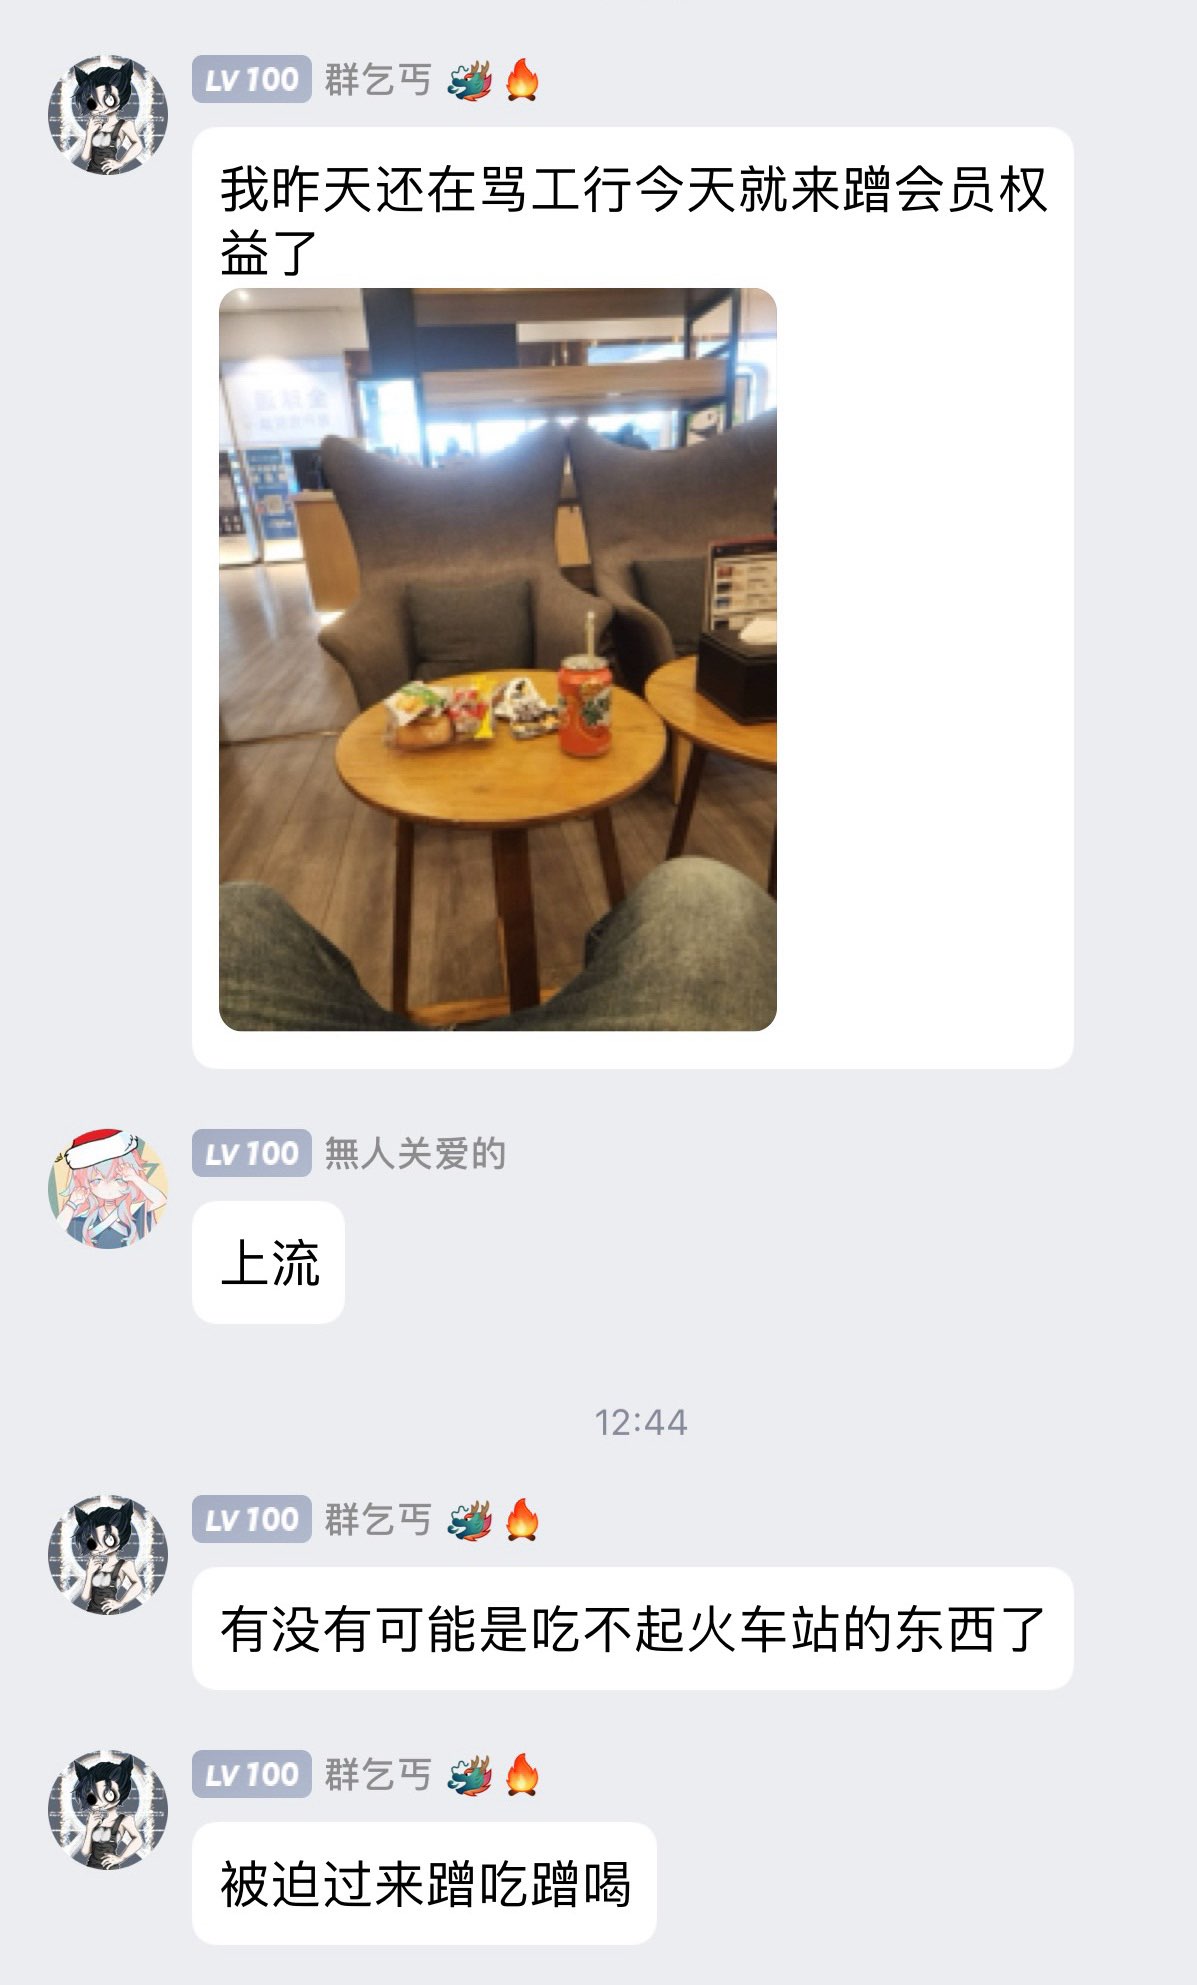 LV 100 群乞丐 🐲 🔥
我昨天还在骂工行今天就来蹭会员权
益了
LV 100 無人关爱的
上流
12:44
LV 100 群乞丐 🐲 🔥
有没有可能是吃不起火车站的东西了
LV 100 群乞丐 🐲 🔥
被迫过来蹭吃蹭喝